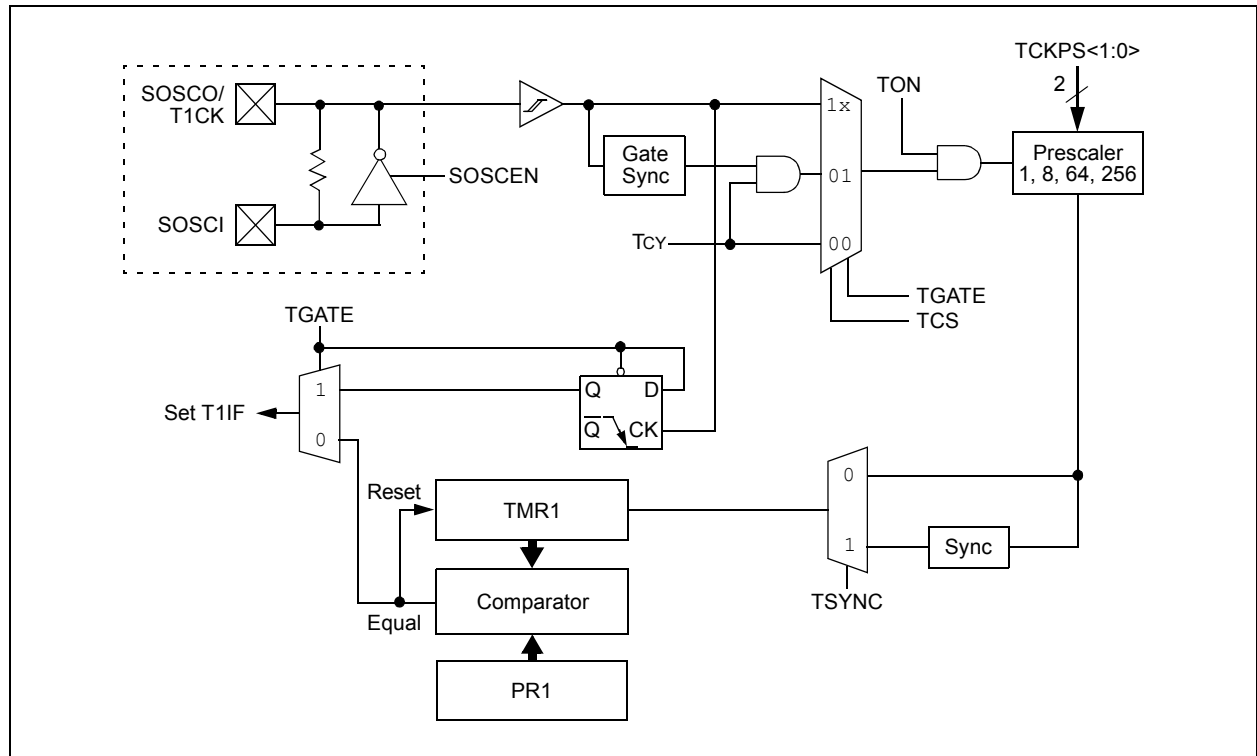 TCKPS<1:0>
2
SOSCO/
T1CK
TON
1x
Gate
Sync
Prescaler
1, 8, 64, 256
SOSCEN
01
SOSCI
TCY
00
TGATE
TCS
TGATE
1
Q
D
Set T1IF
Q
CK
0
Reset
TMR1
0
1
Sync
Equal
Comparator
TSYNC
PR1